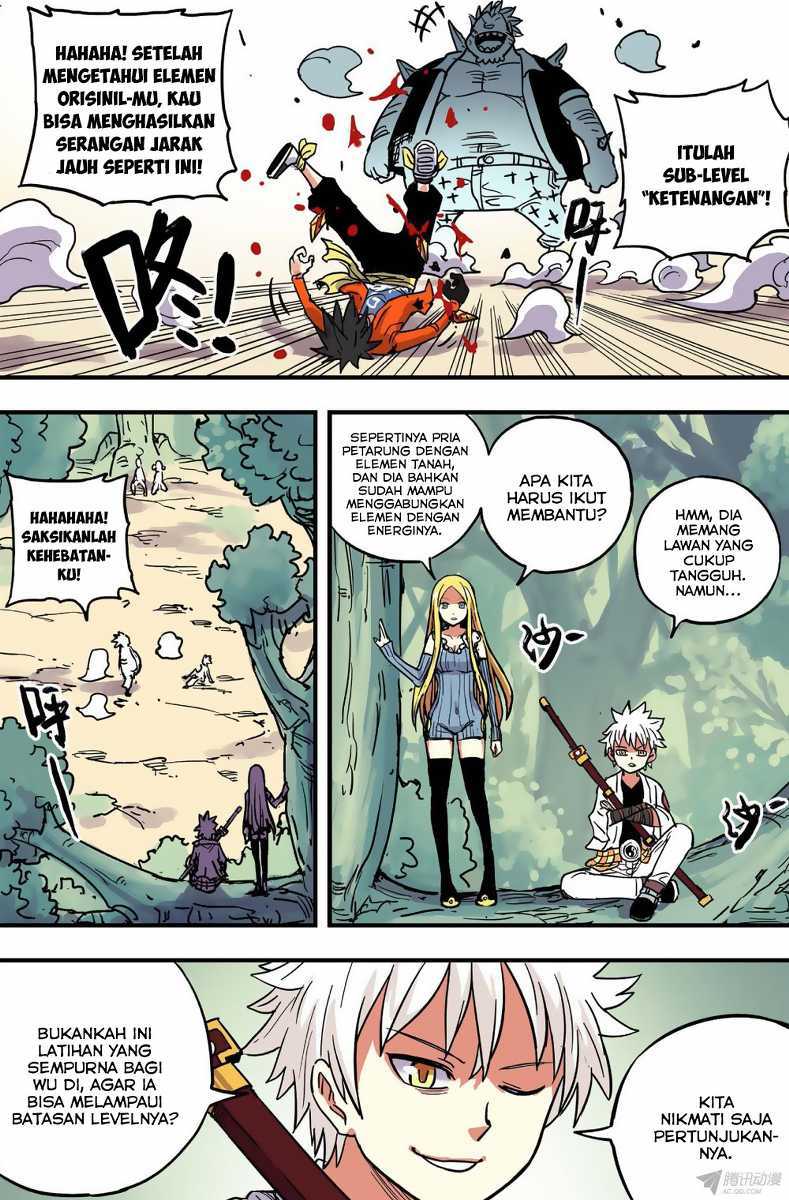 HAHAHA! SETELAH
MENGETAHUI ELEMEN
ORISINIL-MU, KAU
BISA MENGHASILKAN
SERANGAN JARAK
JAUH SEPERTI INI!
ITULAH
SUB-LEVEL
“KETENANGAN”!
咚!
呼—
HAHAHAHA!
SAKSIKANLAH
KEHEBATAN-
KU!
呼—
SEPERTINYA PRIA
PETARUNG DENGAN
ELEMEN TANAH,
DAN DIA BAHKAN
SUDAH MAMPU
MENGGABUNGKAN
ELEMEN DENGAN
ENERGINYA.
APA KITA
HARUS IKUT
MEMBANTU?
HMM, DIA
MEMANG
LAWAN YANG
CUKUP
TANGGUH.
NAMUN...
沙—
沙—
BUKANKAH INI
LATIHAN YANG
SEMPURNA BAGI
WU DI, AGAR IA
BISA MELAMPAUI
BATASAN LEVELNYA?
KITA
NIKMATI SAJA
PERTUNJUKAN-
NYA.
腾讯动漫
AC.QQ.COM